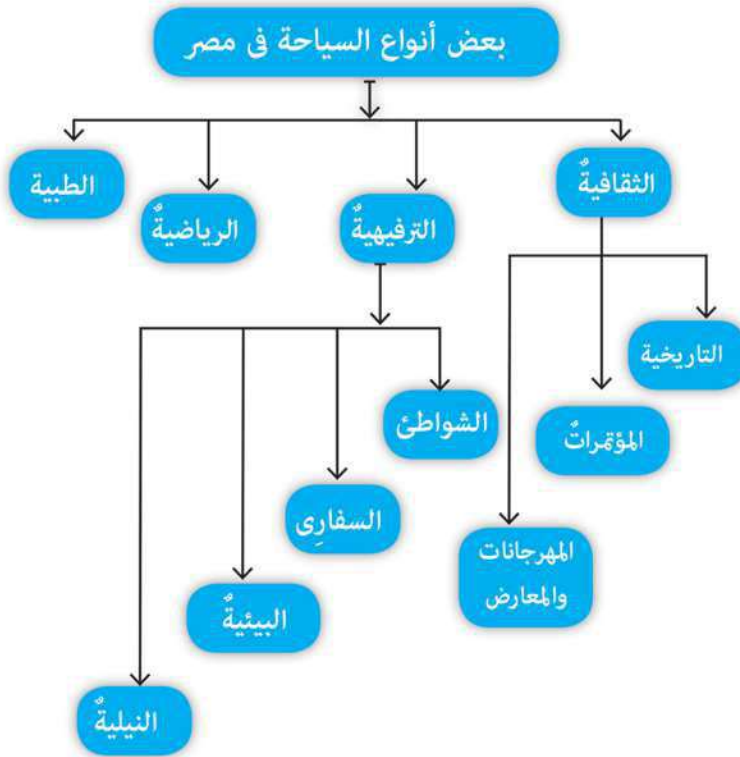 بعض أنواع السياحة فى مصر
الثقافيةٌ
الترفيهيةٌ
الرياضيةٌ
الطبية
التاريخية
المؤتمراتٌ
المهرجانات
والمعارض
الشواطئ
السفارِى
البيئيةٌ
النيليةٌ